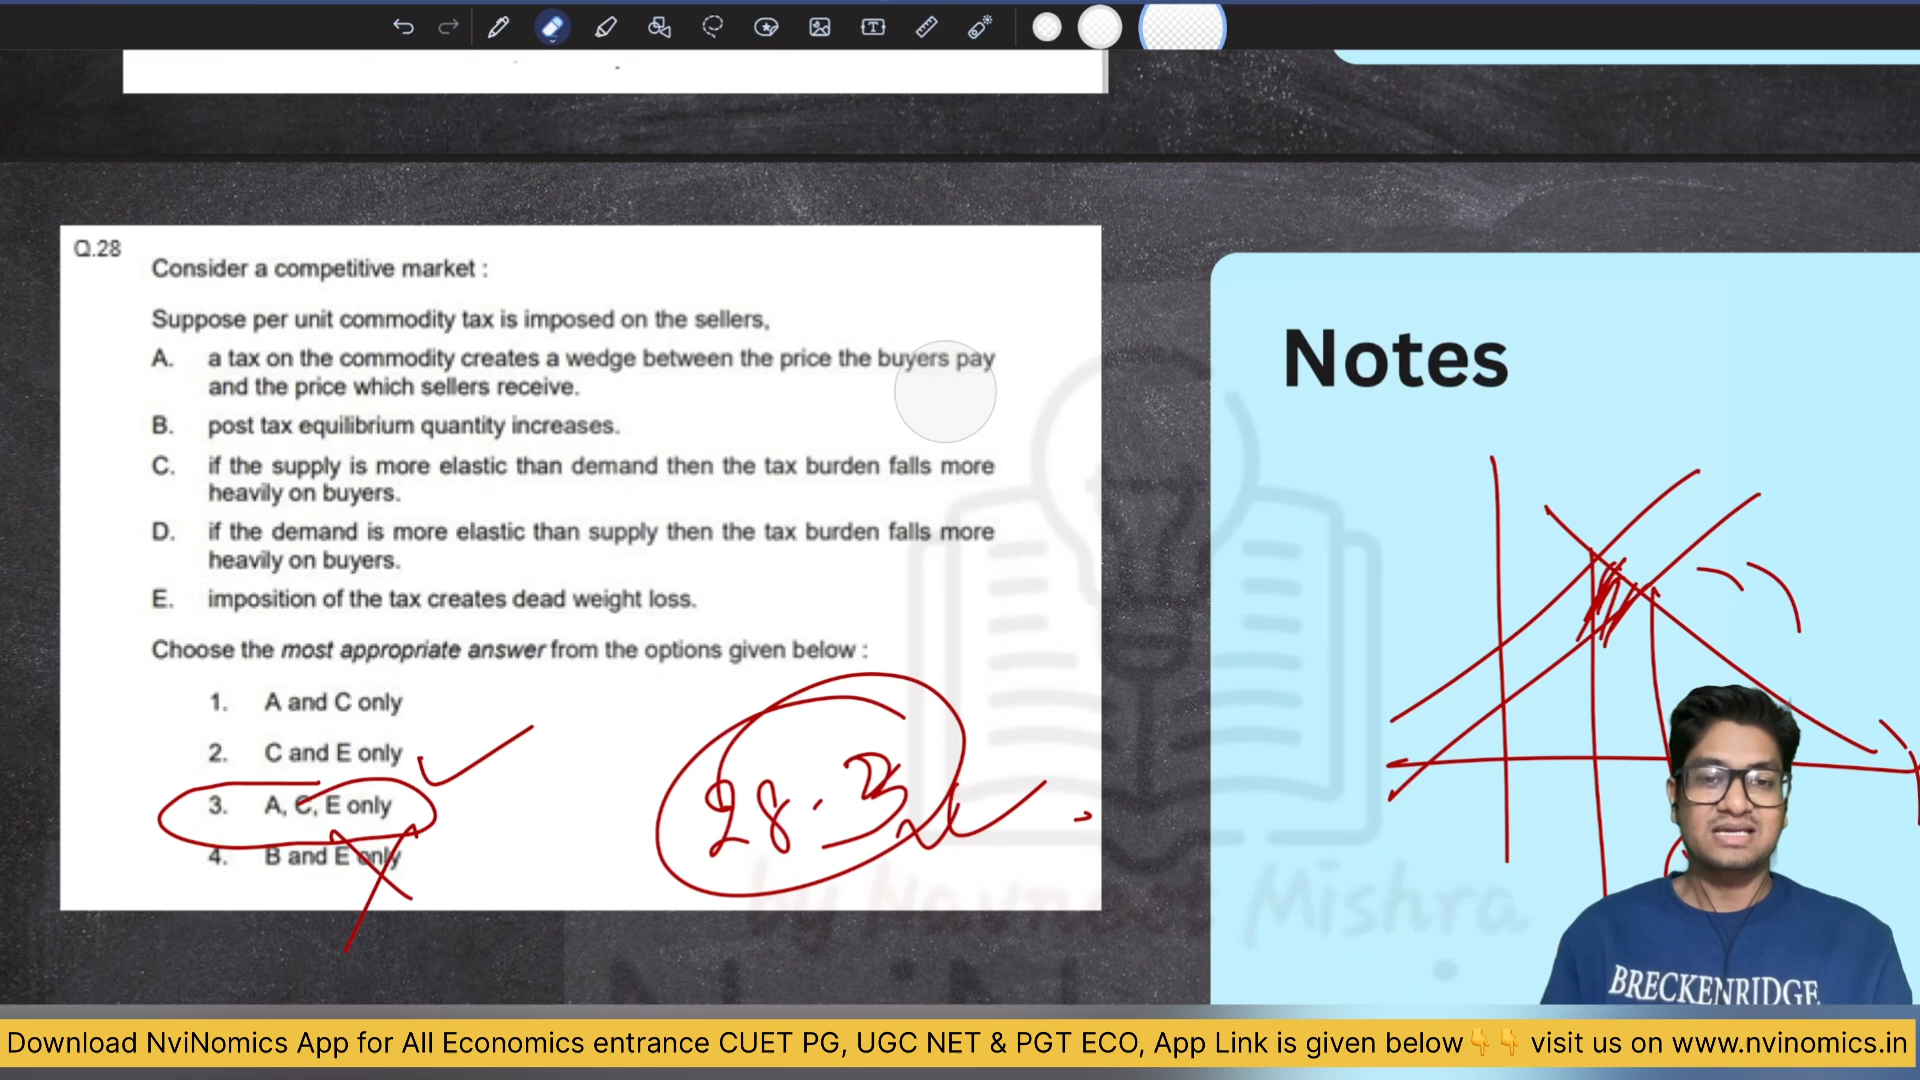 Q.28
Consider a competitive market :
Suppose per unit commodity tax is imposed on the sellers,
A. a tax on the commodity creates a wedge between the price the buyers pay
and the price which sellers receive.
B. post tax equilibrium quantity increases.
C. if the supply is more elastic than demand then the tax burden falls more
heavily on buyers.
D. if the demand is more elastic than supply then the tax burden falls more
heavily on buyers.
E. imposition of the tax creates dead weight loss.
Choose the most appropriate answer from the options given below :
1. A and C only
2. C and E only
3. A, C, E only
4. B and E only
28. 3
Notes
by Navneet Mishra
BRECKENRIDGE
Download NviNomics App for All Economics entrance CUET PG, UGC NET & PGT ECO, App Link is given below👇👇 visit us on www.nvinomics.in